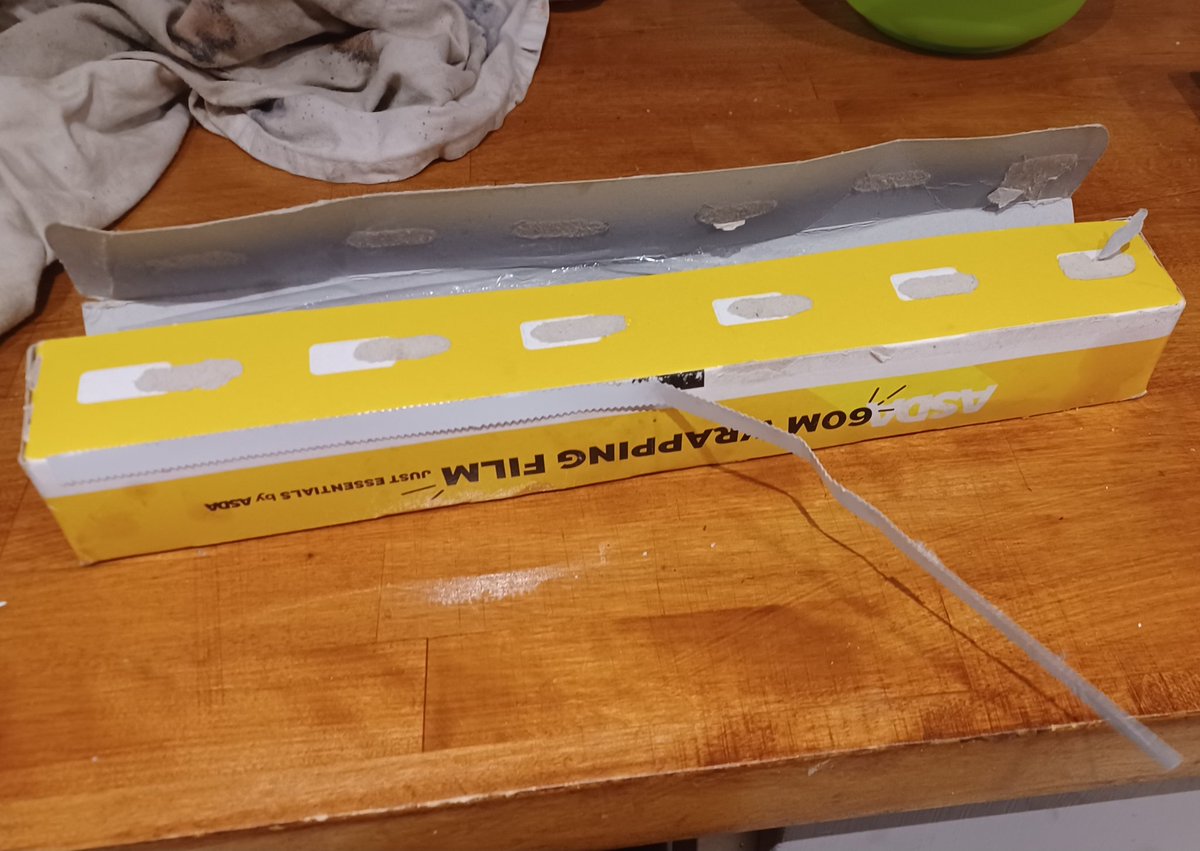 ASDA
60M WRAPPING FILM
JUST ESSENTIALS by ASDA